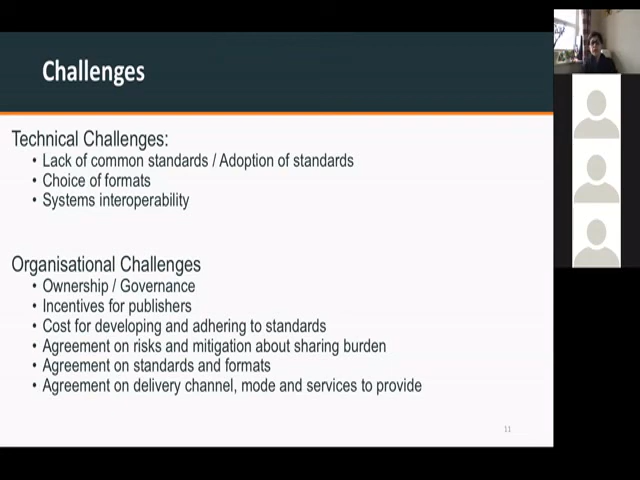 Challenges
Technical Challenges:
• Lack of common standards / Adoption of standards
• Choice of formats
• Systems interoperability
Organisational Challenges
• Ownership / Governance
• Incentives for publishers
• Cost for developing and adhering to standards
• Agreement on risks and mitigation about sharing burden
• Agreement on standards and formats
• Agreement on delivery channel, mode and services to provide
11